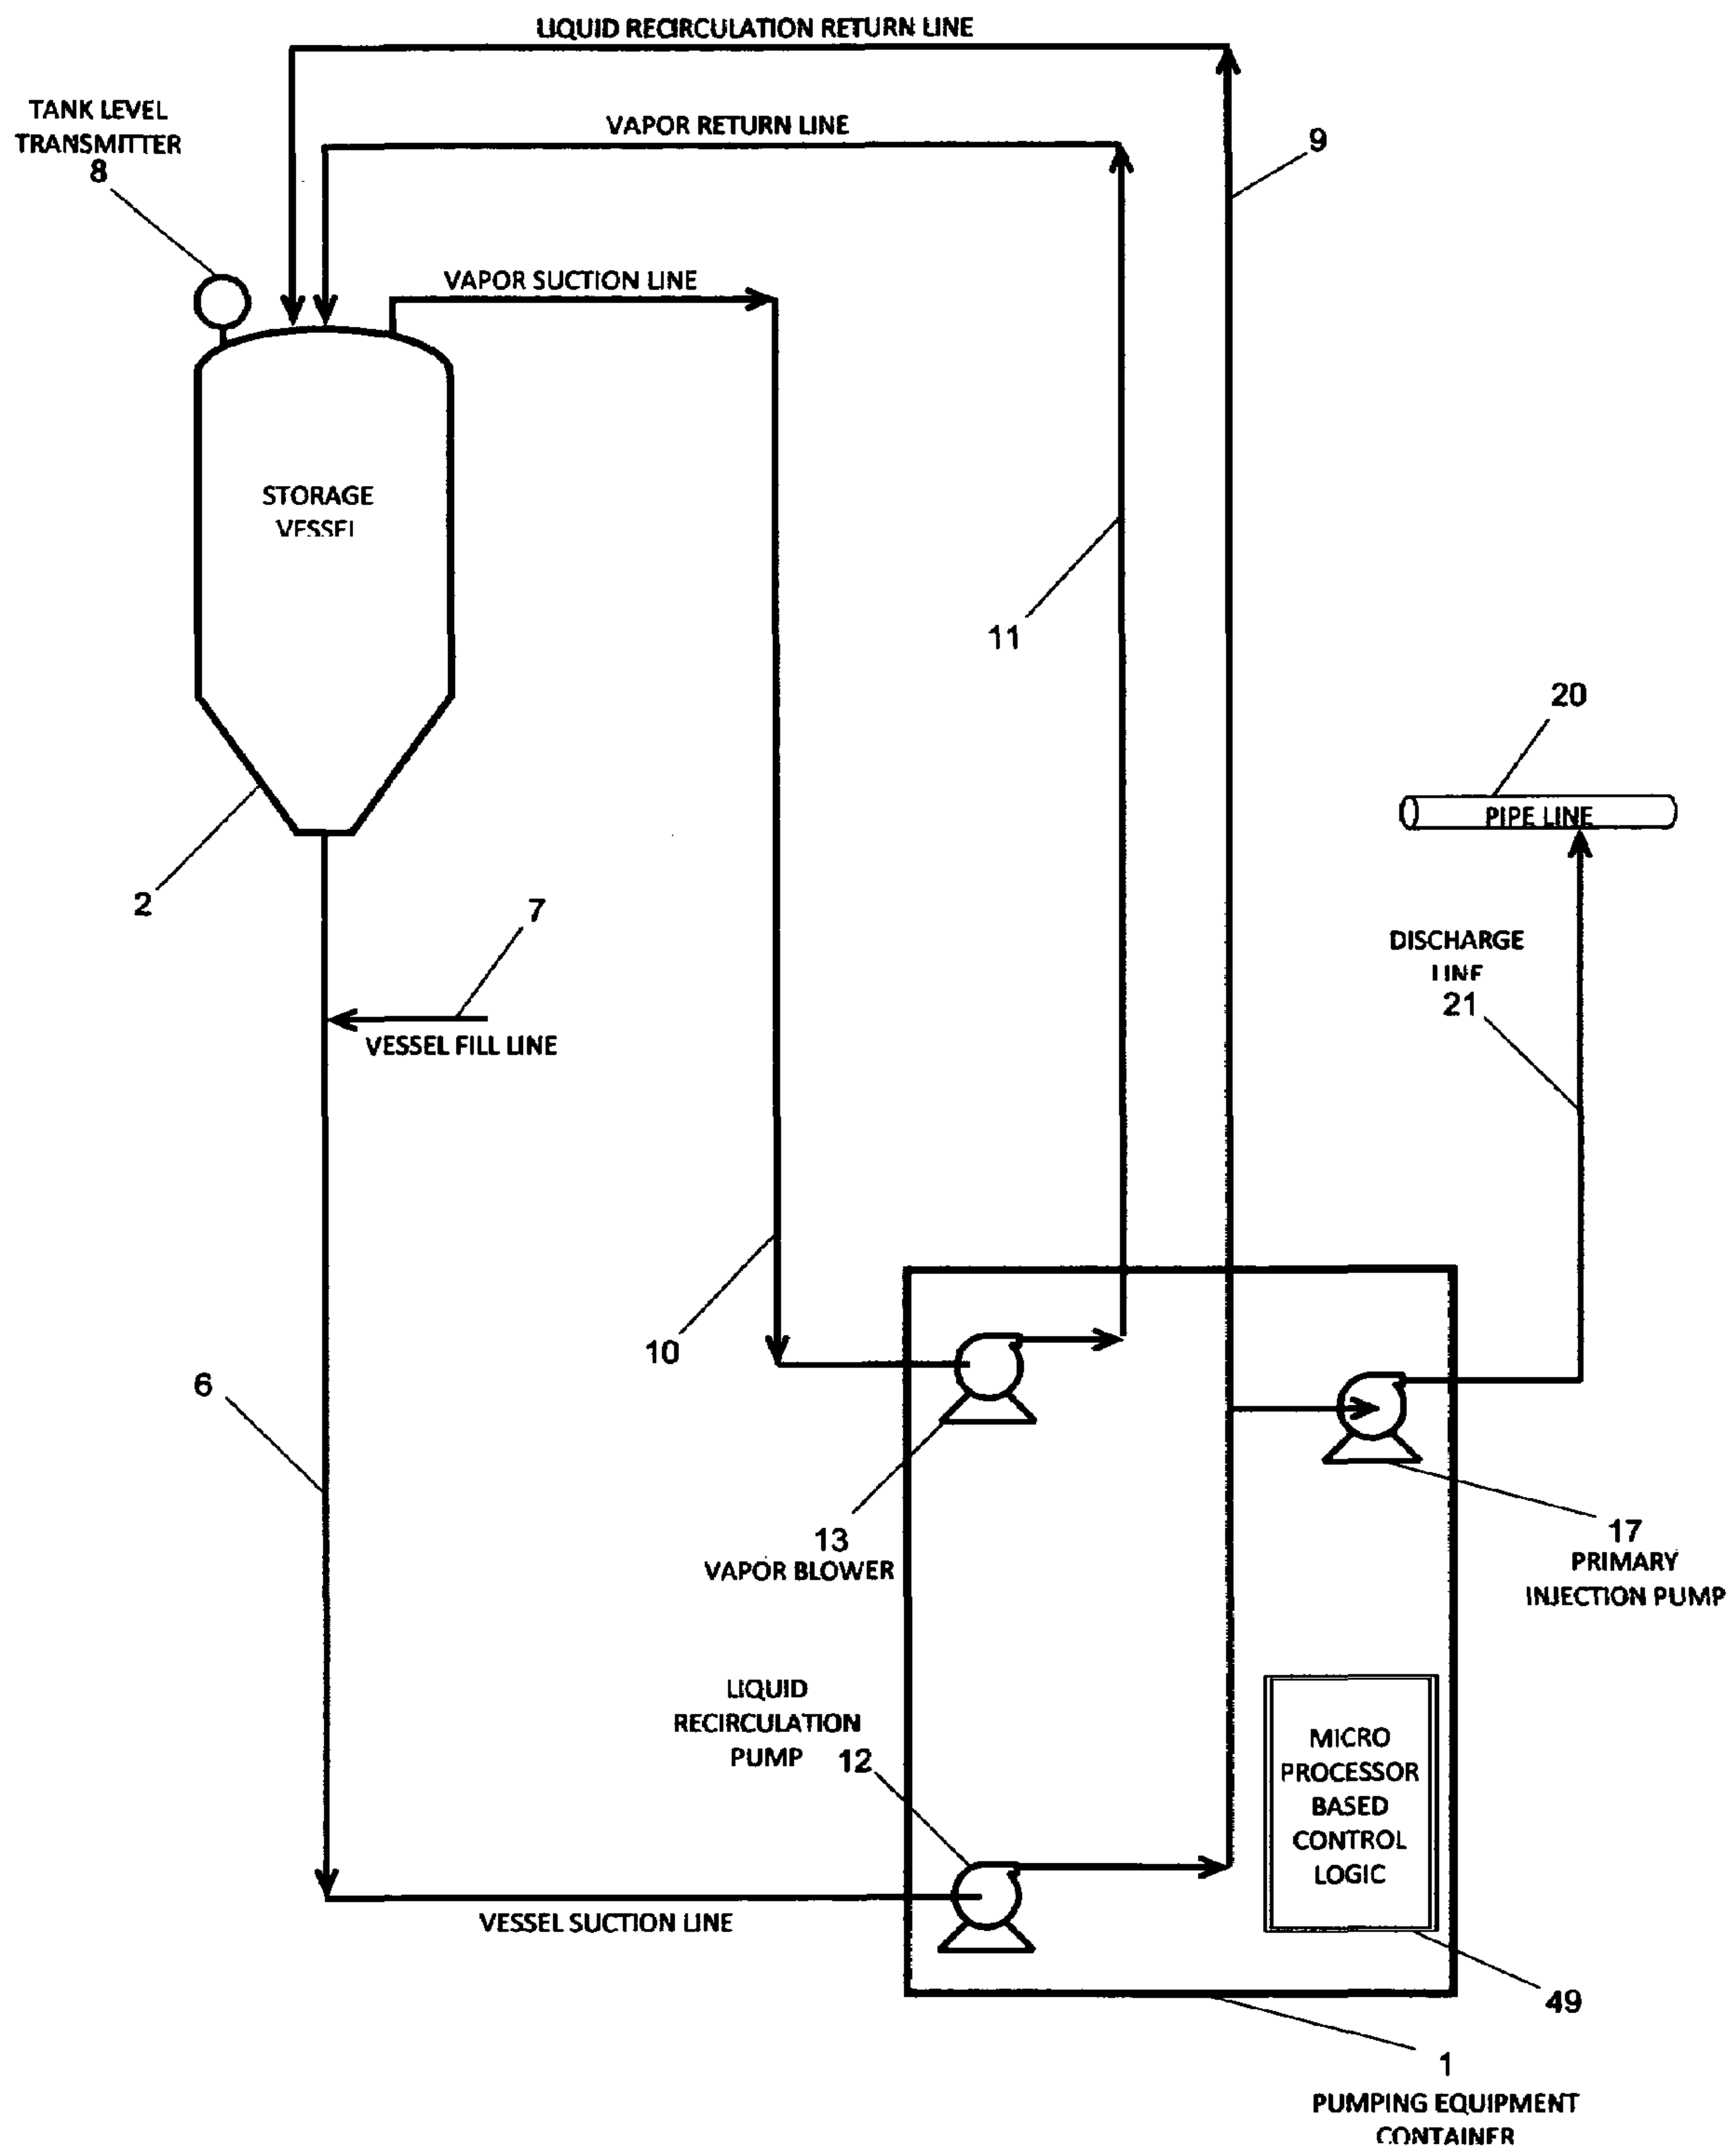 LIQUID RECIRCULATION RETURN LINE
TANK LEVEL
TRANSMITTER
8
VAPOR RETURN LINE
9
VAPOR SUCTION LINE
STORAGE
VESSEL
11
20
PIPE LINE
2
7
VESSEL FILL LINE
DISCHARGE
LINE
21
10
6
13
VAPOR BLOWER
17
PRIMARY
INJECTION PUMP
LIQUID
RECIRCULATION
PUMP 12
MICRO
PROCESSOR
BASED
CONTROL
LOGIC
VESSEL SUCTION LINE
49
1
PUMPING EQUIPMENT
CONTAINER